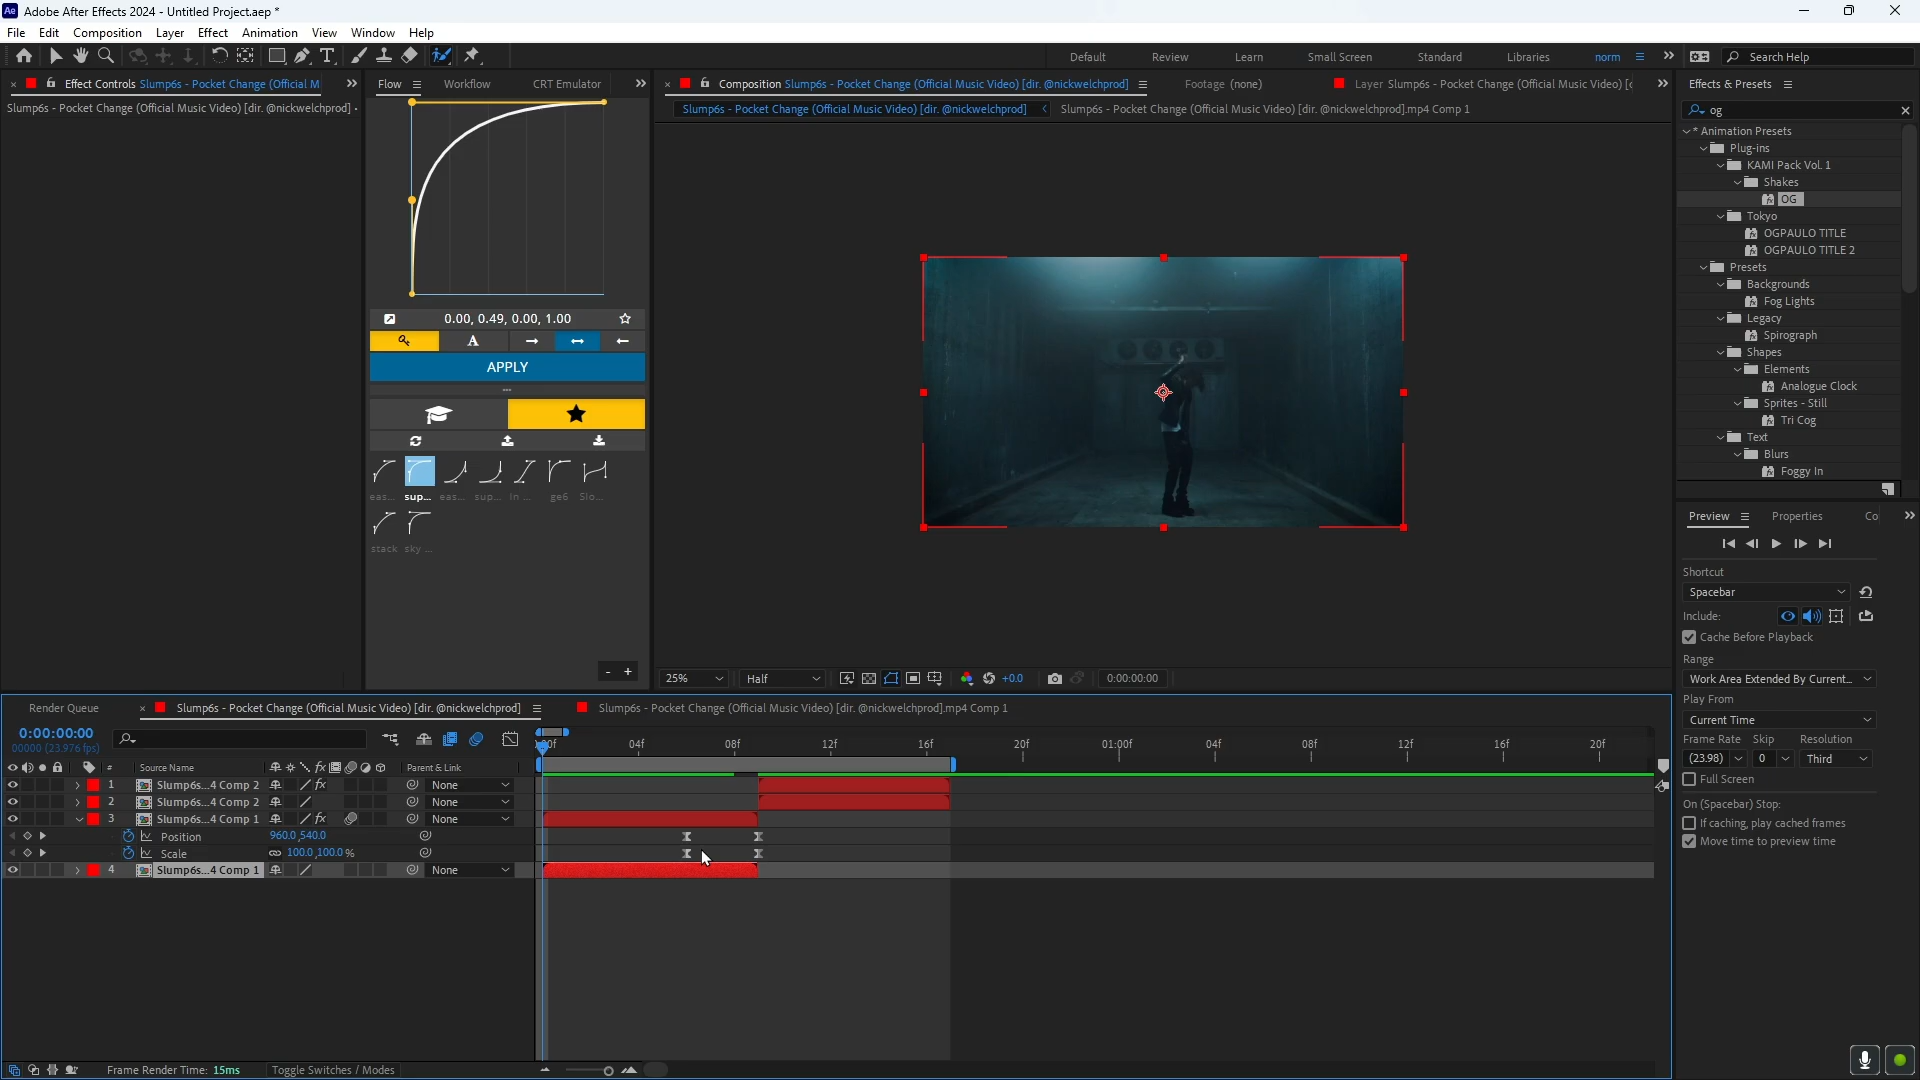 Adobe After Effects 2024 - Untitled Project.aep *
File Edit Composition Layer Effect Animation View Window Help
Default Review Learn Small Screen Standard Libraries norm Search Help
Effect Controls Slump6s - Pocket Change (Official M
Slump6s - Pocket Change (Official Music Video) [dir. @nickwelchprod]
Flow Workflow CRT Emulator
0.00, 0.49, 0.00, 1.00
A
APPLY
eas... sup... eas... sup... In ... ge6 Slo...
stack sky ...
- +
Composition Slump6s - Pocket Change (Official Music Video) [dir. @nickwelchprod] Footage (none) Layer Slump6s - Pocket Change (Official Music Video) [c
Slump6s - Pocket Change (Official Music Video) [dir. @nickwelchprod] Slump6s - Pocket Change (Official Music Video) [dir. @nickwelchprod].mp4 Comp 1
25% Half +0.0 0:00:00:00
Effects & Presets
og
* Animation Presets
Plug-ins
KAMI Pack Vol. 1
Shakes
OG
Tokyo
OGPAULO TITLE
OGPAULO TITLE 2
Presets
Backgrounds
Fog Lights
Legacy
Spirograph
Shapes
Elements
Analogue Clock
Sprites - Still
Tri Cog
Text
Blurs
Foggy In
Preview Properties Co
Shortcut
Spacebar
Include:
Cache Before Playback
Range
Work Area Extended By Current...
Play From
Current Time
Frame Rate Skip Resolution
(23.98) 0 Third
Full Screen
On (Spacebar) Stop:
If caching, play cached frames
Move time to preview time
Render Queue Slump6s - Pocket Change (Official Music Video) [dir. @nickwelchprod] Slump6s - Pocket Change (Official Music Video) [dir. @nickwelchprod].mp4 Comp 1
0:00:00:00
00000 (23.976 fps)
00f 04f 08f 12f 16f 20f 01:00f 04f 08f 12f 16f 20f
# Source Name Parent & Link
1 Slump6s...4 Comp 2 None
2 Slump6s...4 Comp 2 None
3 Slump6s...4 Comp 1 None
Position 960.0,540.0
Scale 100.0,100.0%
4 Slump6s...4 Comp 1 None
Frame Render Time: 15ms Toggle Switches / Modes